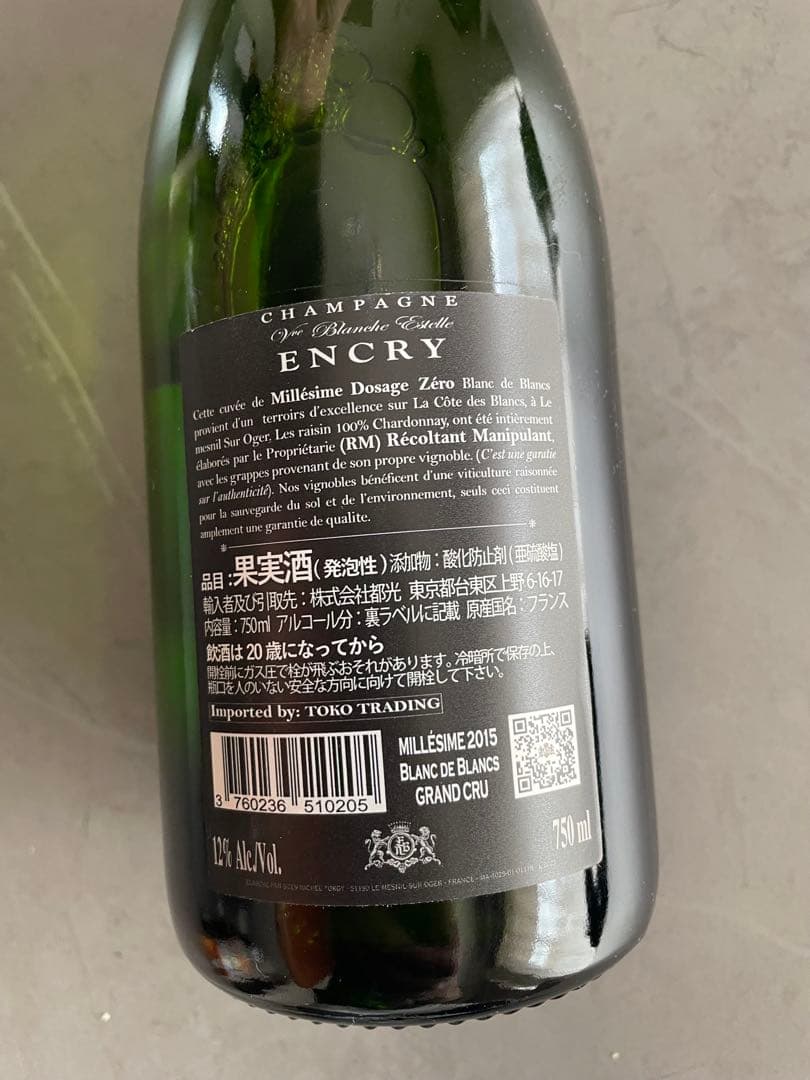 CHAMPAGNE
Vve Blanche Estelle
ENCRY
Cette cuvée de Millésime Dosage Zéro Blanc de Blancs
provient d'un terroirs d'excellence sur La Côte des Blancs, à Le
mesnil Sur Oger, Les raisin 100% Chardonnay, ont été intièrement
élaborés par le Propriétarie (RM) Récoltant Manipulant,
avec les grappes provenant de son propre vignoble. (C'est une garatie
sur l'authenticité). Nos vignobles bénéficent d'une viticulture raisonnée
pour la sauvegarde du sol et de l'environnement, seuls ceci costituent
amplement une garantie de qualite.
品目:果実酒(発泡性)添加物:酸化防止剤(亜硫酸塩)
輸入者及び引取先:株式会社都光 東京都台東区上野6-16-17
内容量:750ml アルコール分:裏ラベルに記載 原産国名:フランス
飲酒は20歳になってから
開栓前にガス圧で栓が飛ぶおそれがあります。冷暗所で保存の上、
瓶口を人のいない安全な方向に向けて開栓して下さい。
Imported by: TOKO TRADING
MILLÉSIME 2015
BLANC DE BLANCS
GRAND CRU
3 760236 510205
12% Alc./Vol.
750 ml
51190 LE MESNIL SUR OGER - FRANCE